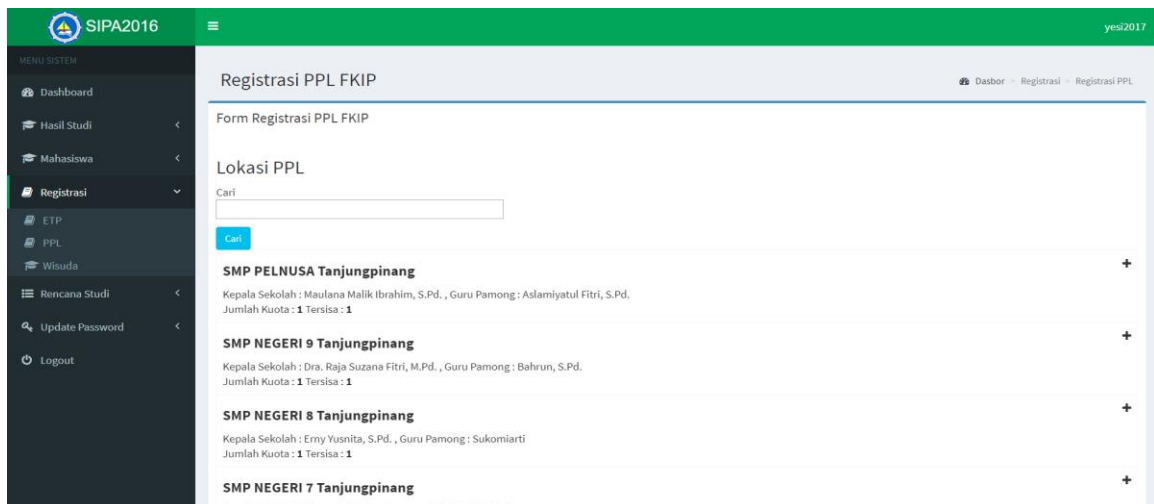 SIPA2016
yesi2017
MENU SISTEM
Dashboard
Hasil Studi
Mahasiswa
Registrasi
ETP
PPL
Wisuda
Rencana Studi
Update Password
Logout
Registrasi PPL FKIP
Dasbor > Registrasi > Registrasi PPL
Form Registrasi PPL FKIP
Lokasi PPL
Cari
Cari
SMP PELNUSA Tanjungpinang
Kepala Sekolah : Maulana Malik Ibrahim, S.Pd. , Guru Pamong : Aslamiyatul Fitri, S.Pd.
Jumlah Kuota : 1 Tersisa : 1
SMP NEGERI 9 Tanjungpinang
Kepala Sekolah : Dra. Raja Suzana Fitri, M.Pd. , Guru Pamong : Bahrun, S.Pd.
Jumlah Kuota : 1 Tersisa : 1
SMP NEGERI 8 Tanjungpinang
Kepala Sekolah : Erny Yusnita, S.Pd. , Guru Pamong : Sukomiarti
Jumlah Kuota : 1 Tersisa : 1
SMP NEGERI 7 Tanjungpinang